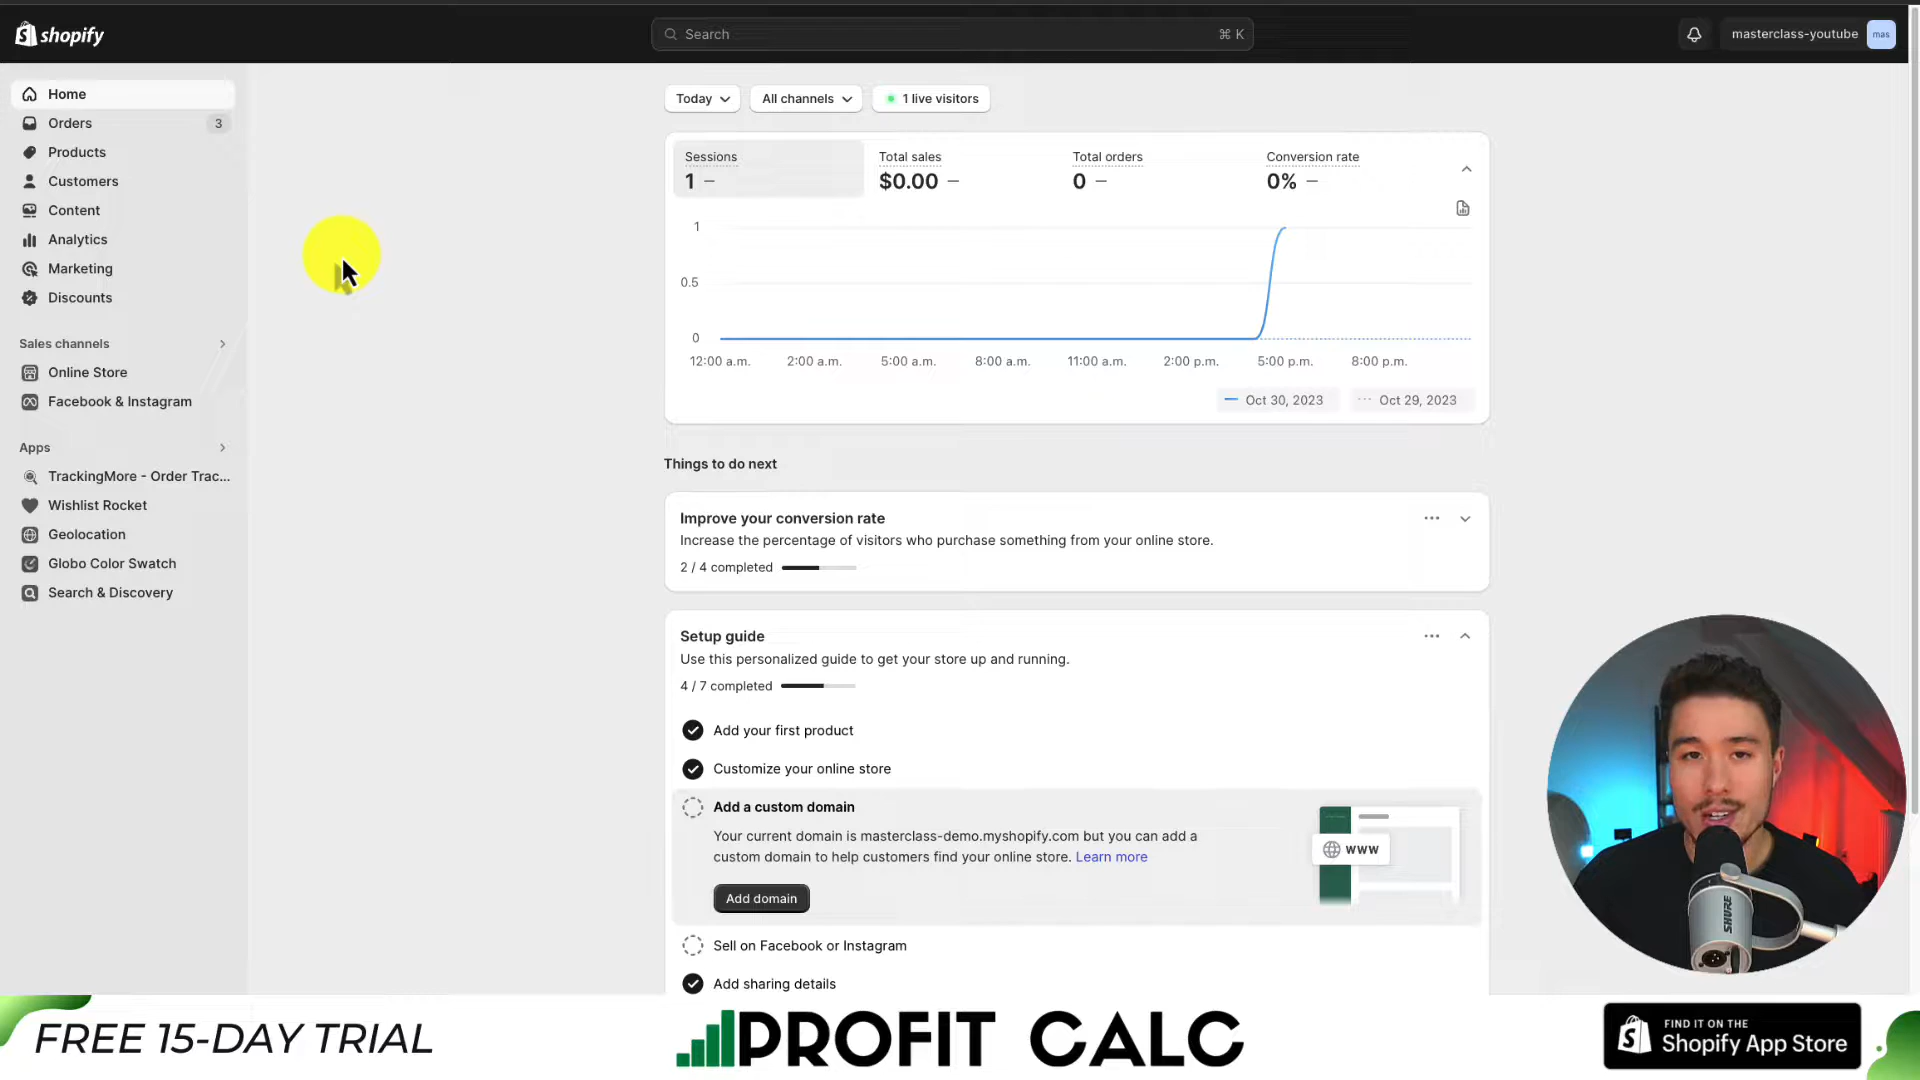 shopify
Search
⌘ K
masterclass-youtube
mas
Home
Orders
3
Products
Customers
Content
Analytics
Marketing
Discounts
Sales channels
Online Store
Facebook & Instagram
Apps
TrackingMore - Order Trac...
Wishlist Rocket
Geolocation
Globo Color Swatch
Search & Discovery
Today
All channels
1 live visitors
Sessions
1 –
Total sales
$0.00 –
Total orders
0 –
Conversion rate
0% –
1
0.5
0
12:00 a.m. 2:00 a.m. 5:00 a.m. 8:00 a.m. 11:00 a.m. 2:00 p.m. 5:00 p.m. 8:00 p.m.
Oct 30, 2023
Oct 29, 2023
Things to do next
Improve your conversion rate
Increase the percentage of visitors who purchase something from your online store.
2 / 4 completed
Setup guide
Use this personalized guide to get your store up and running.
4 / 7 completed
Add your first product
Customize your online store
Add a custom domain
Your current domain is masterclass-demo.myshopify.com but you can add a
custom domain to help customers find your online store. Learn more
Add domain
www
Sell on Facebook or Instagram
Add sharing details
SHURE
FREE 15-DAY TRIAL
PROFIT CALC
FIND IT ON THE
Shopify App Store